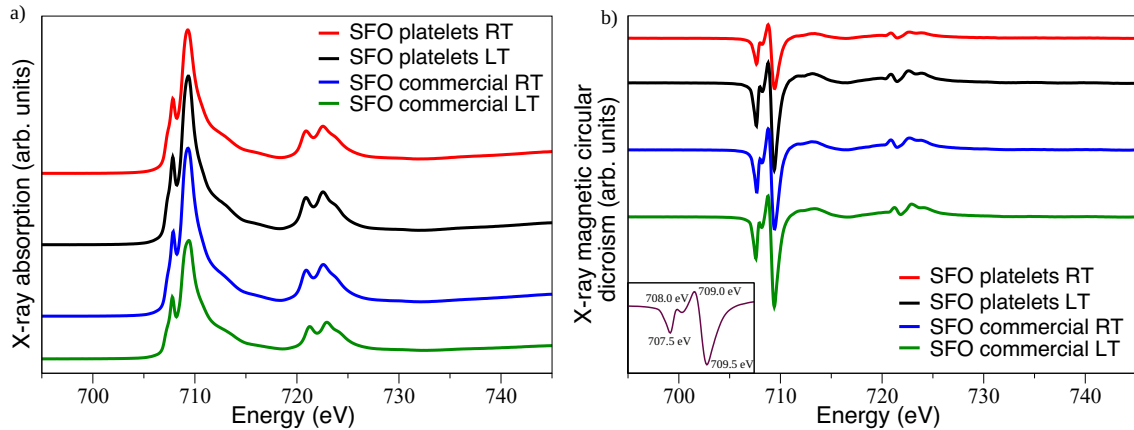 a)
X-ray absorption (arb. units)
SFO platelets RT
SFO platelets LT
SFO commercial RT
SFO commercial LT
700 710 720 730 740
Energy (eV)
b)
X-ray magnetic circular
dicroism (arb. units)
SFO platelets RT
SFO platelets LT
SFO commercial RT
SFO commercial LT
709.0 eV
708.0 eV
707.5 eV
709.5 eV
700 710 720 730 740
Energy (eV)